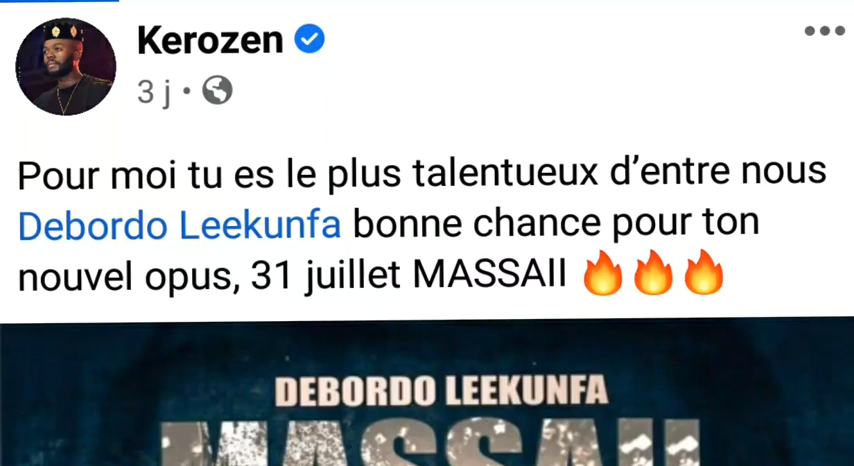 Kerozen
3 j
Pour moi tu es le plus talentueux d'entre nous
Debordo Leekunfa bonne chance pour ton
nouvel opus, 31 juillet MASSAII 🔥🔥🔥
DEBORDO LEEKUNFA
MASSAII